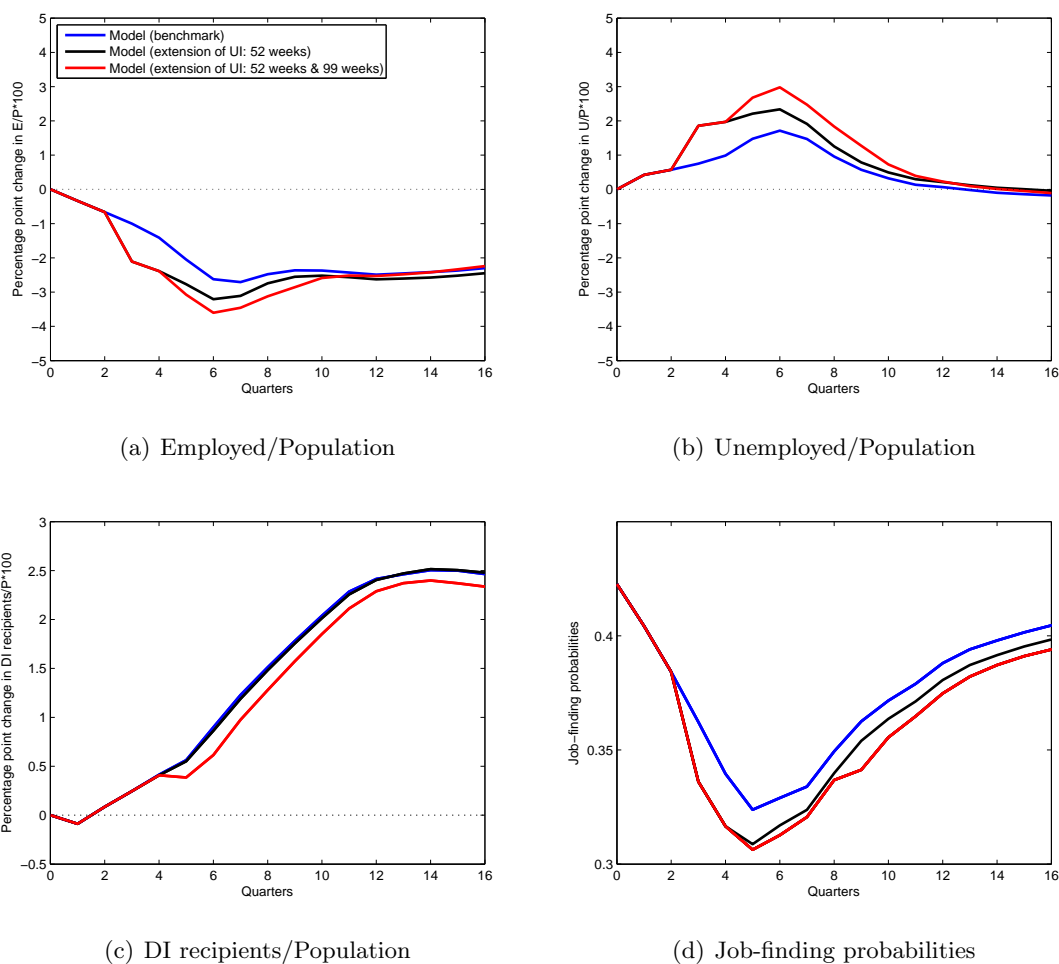 5
4
3
2
1
0
−1
−2
−3
−4
−5
Percentage point change in E/P*100
Model (benchmark)
Model (extension of UI: 52 weeks)
Model (extension of UI: 52 weeks & 99 weeks)
0 2 4 6 8 10 12 14 16
Quarters
(a) Employed/Population
5
4
3
2
1
0
−1
−2
−3
−4
−5
Percentage point change in U/P*100
0 2 4 6 8 10 12 14 16
Quarters
(b) Unemployed/Population
3
2.5
2
1.5
1
0.5
0
−0.5
Percentage point change in DI recipients/P*100
0 2 4 6 8 10 12 14 16
Quarters
(c) DI recipients/Population
0.4
0.35
0.3
Job−finding probabilities
0 2 4 6 8 10 12 14 16
Quarters
(d) Job-finding probabilities